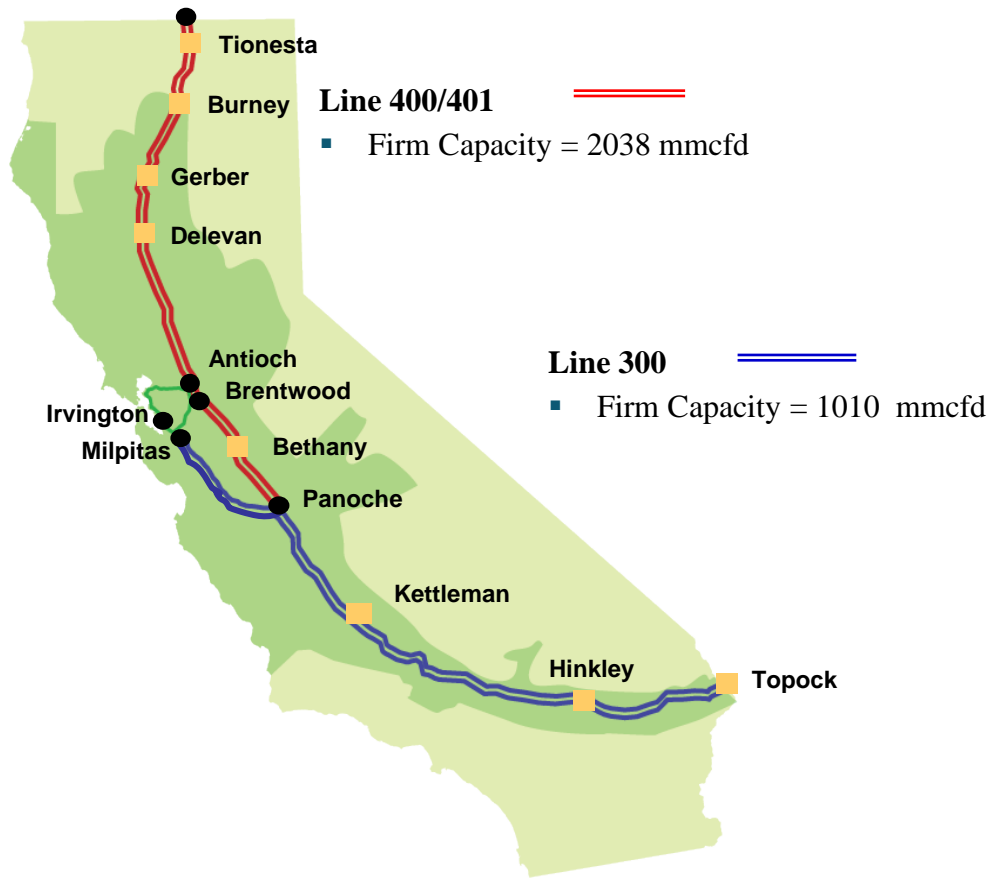 Tionesta
Line 400/401
▪ Firm Capacity = 2038 mmcfd
Burney
Gerber
Delevan
Antioch
Line 300
▪ Firm Capacity = 1010 mmcfd
Brentwood
Irvington
Milpitas
Bethany
Panoche
Kettleman
Hinkley
Topock